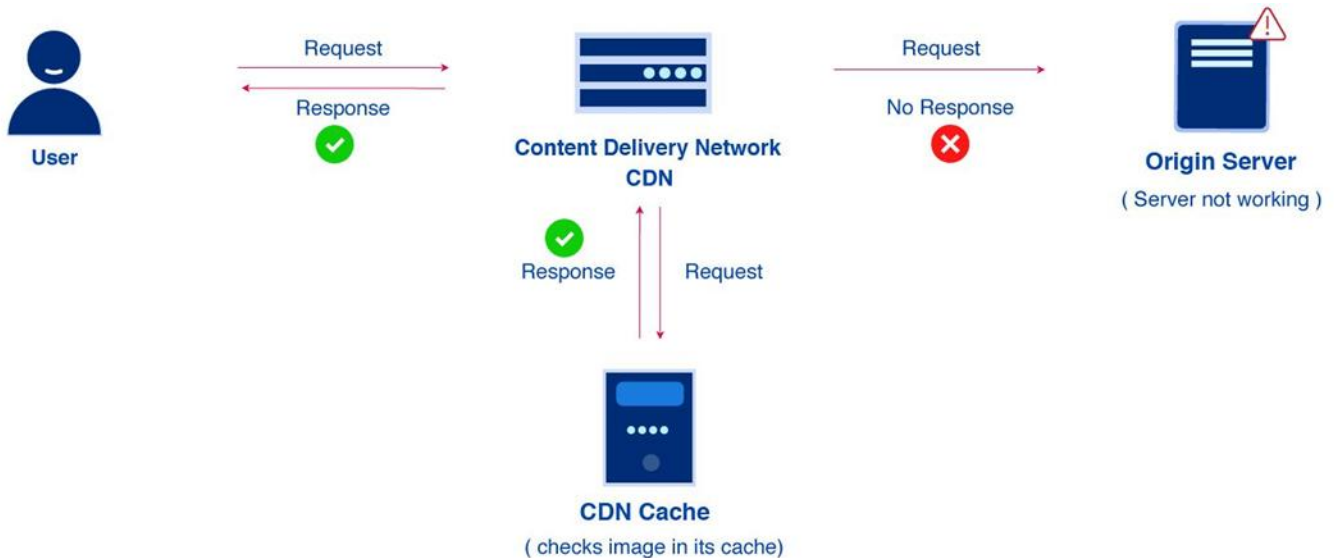 Request
Response
User
Content Delivery Network
CDN
Request
No Response
Origin Server
( Server not working )
Response
Request
CDN Cache
( checks image in its cache)